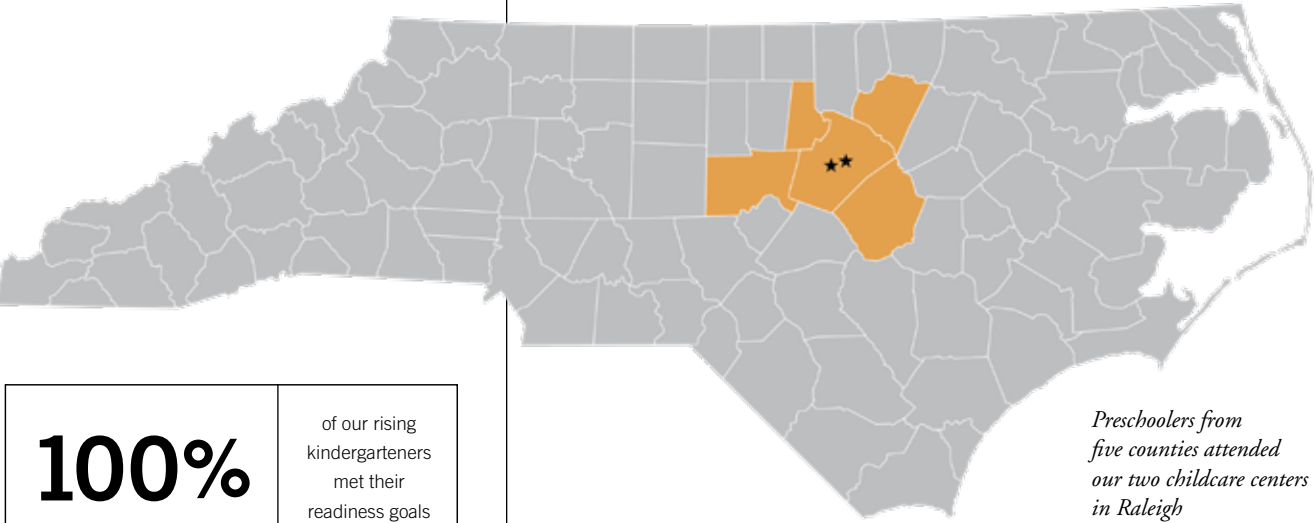 100%
of our rising
kindergarteners
met their
readiness goals
Preschoolers from
five counties attended
our two childcare centers
in Raleigh